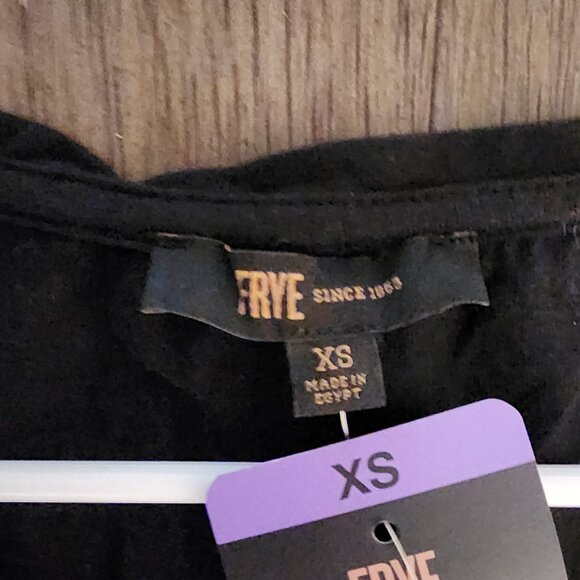 FRYE SINCE 1863
XS
MADE IN
EGYPT
XS
FRYE